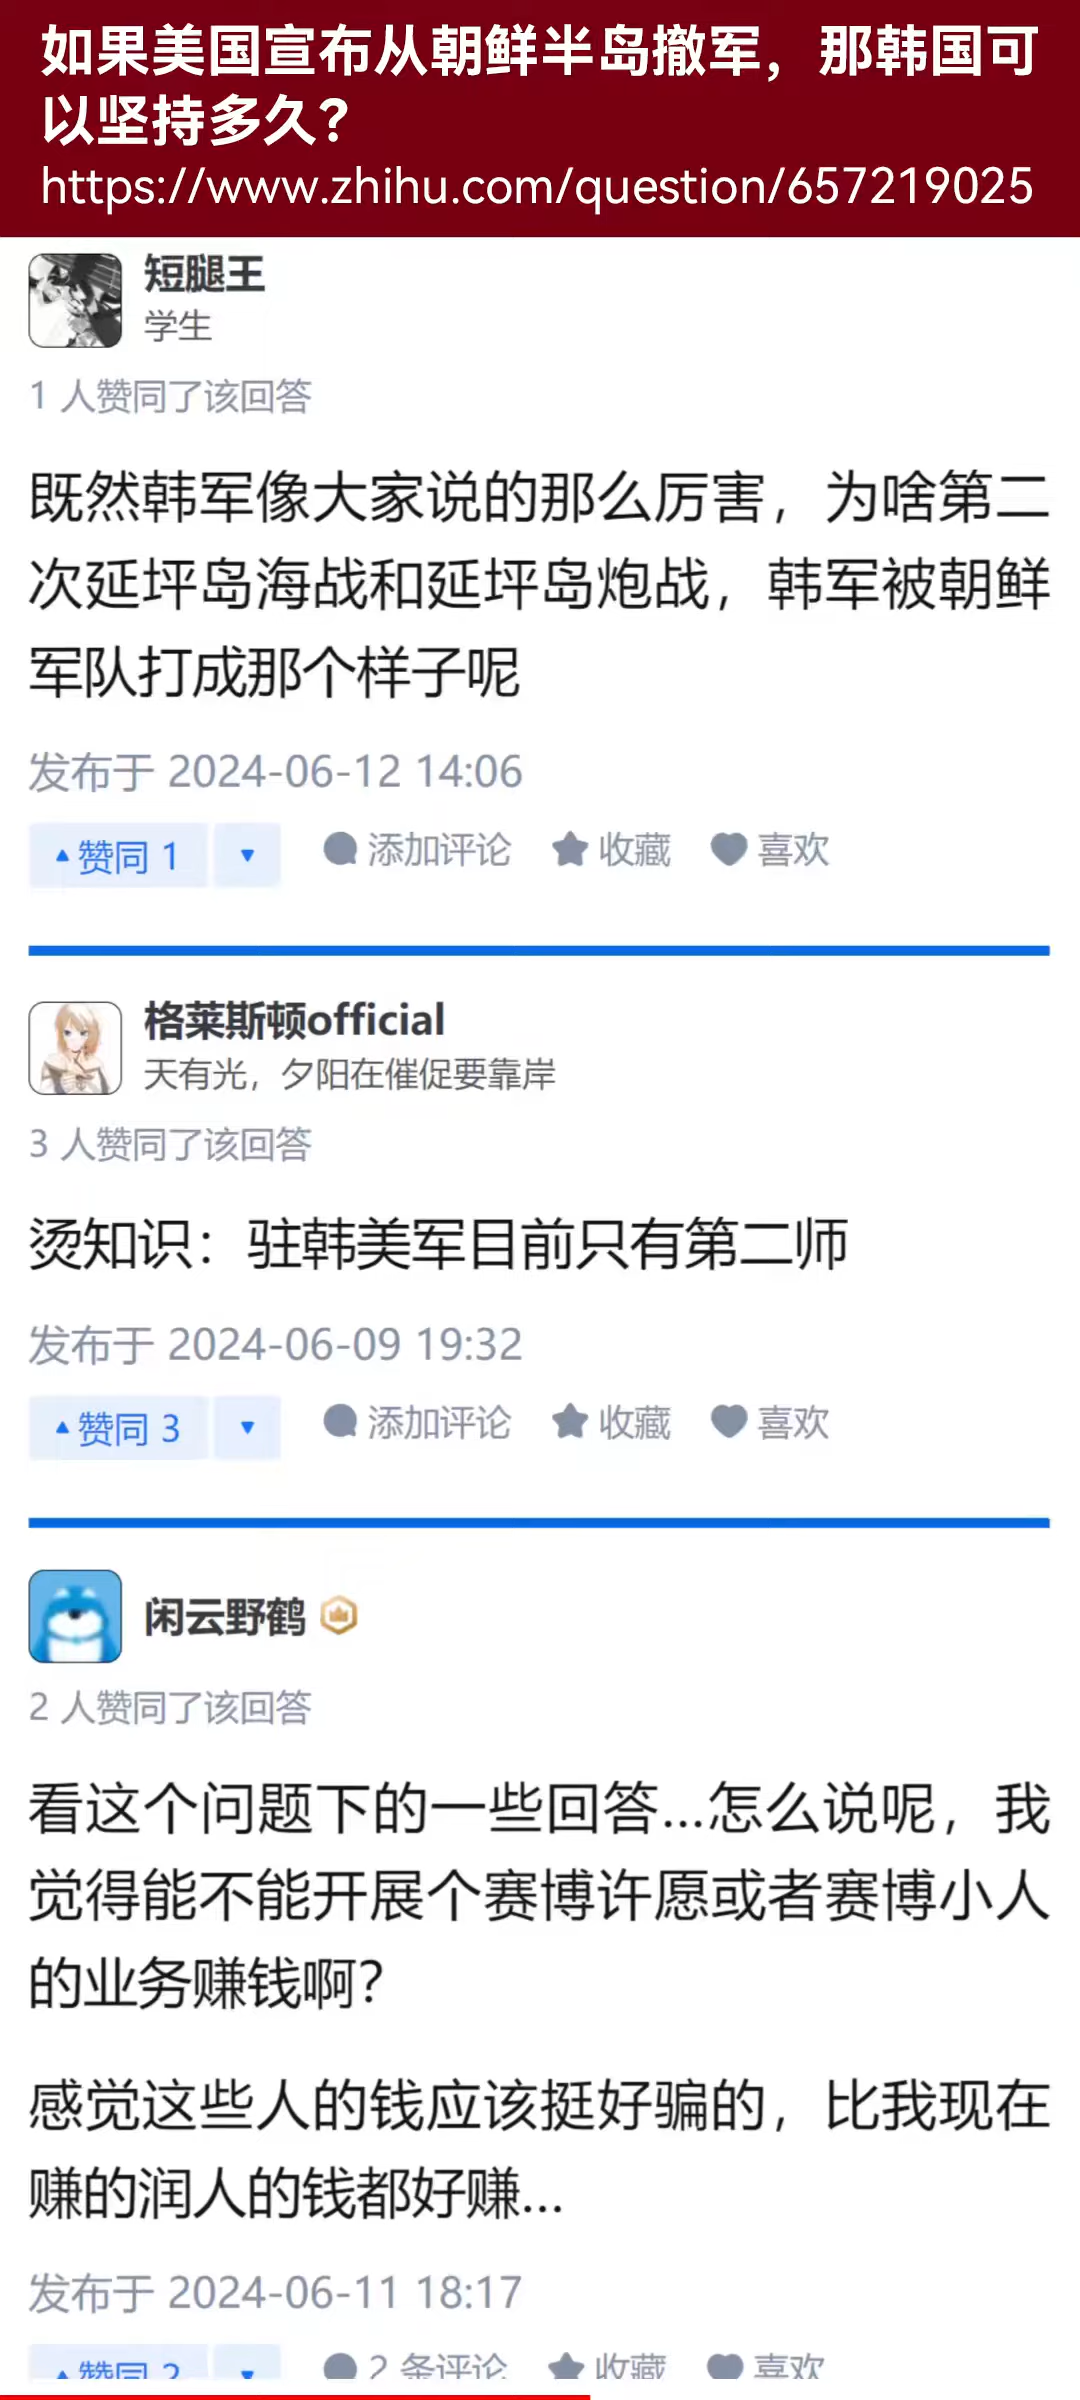 如果美国宣布从朝鲜半岛撤军，那韩国可
以坚持多久？
https://www.zhihu.com/question/657219025
短腿王
学生
1 人赞同了该回答
既然韩军像大家说的那么厉害，为啥第二
次延坪岛海战和延坪岛炮战，韩军被朝鲜
军队打成那个样子呢
发布于 2024-06-12 14:06
赞同 1 添加评论 收藏 喜欢
格莱斯顿official
天有光，夕阳在催促要靠岸
3 人赞同了该回答
烫知识：驻韩美军目前只有第二师
发布于 2024-06-09 19:32
赞同 3 添加评论 收藏 喜欢
闲云野鹤
2 人赞同了该回答
看这个问题下的一些回答...怎么说呢，我
觉得能不能开展个赛博许愿或者赛博小人
的业务赚钱啊？
感觉这些人的钱应该挺好骗的，比我现在
赚的润人的钱都好赚...
发布于 2024-06-11 18:17
赞同 2 2 条评论 收藏 喜欢